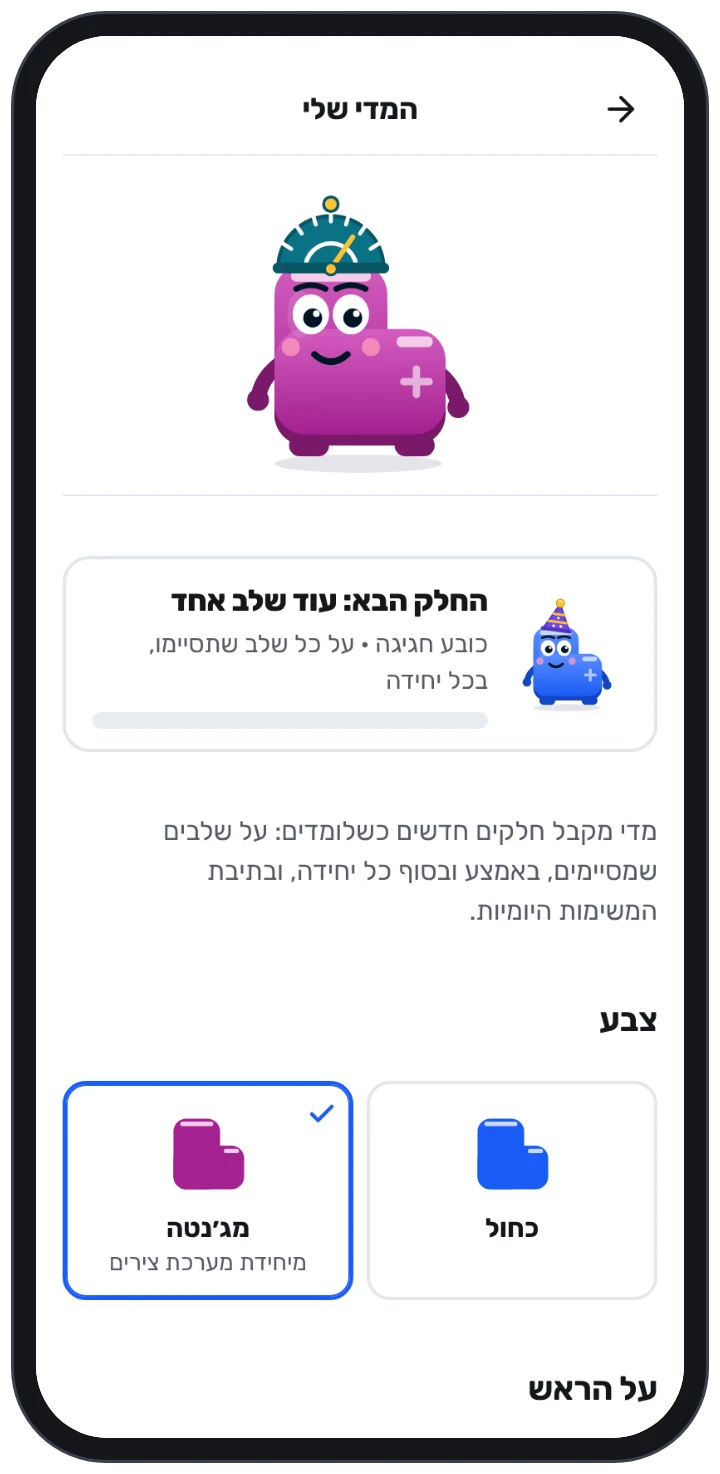 המדי שלי
החלק הבא: עוד שלב אחד
כובע חגיגה • על כל שלב שתסיימו,
בכל יחידה
מדי מקבל חלקים חדשים כשלומדים: על שלבים
שמסיימים, באמצע ובסוף כל יחידה, ובתיבת
המשימות היומיות.
צבע
כחול
מג׳נטה
מיחידת מערכת צירים
על הראש